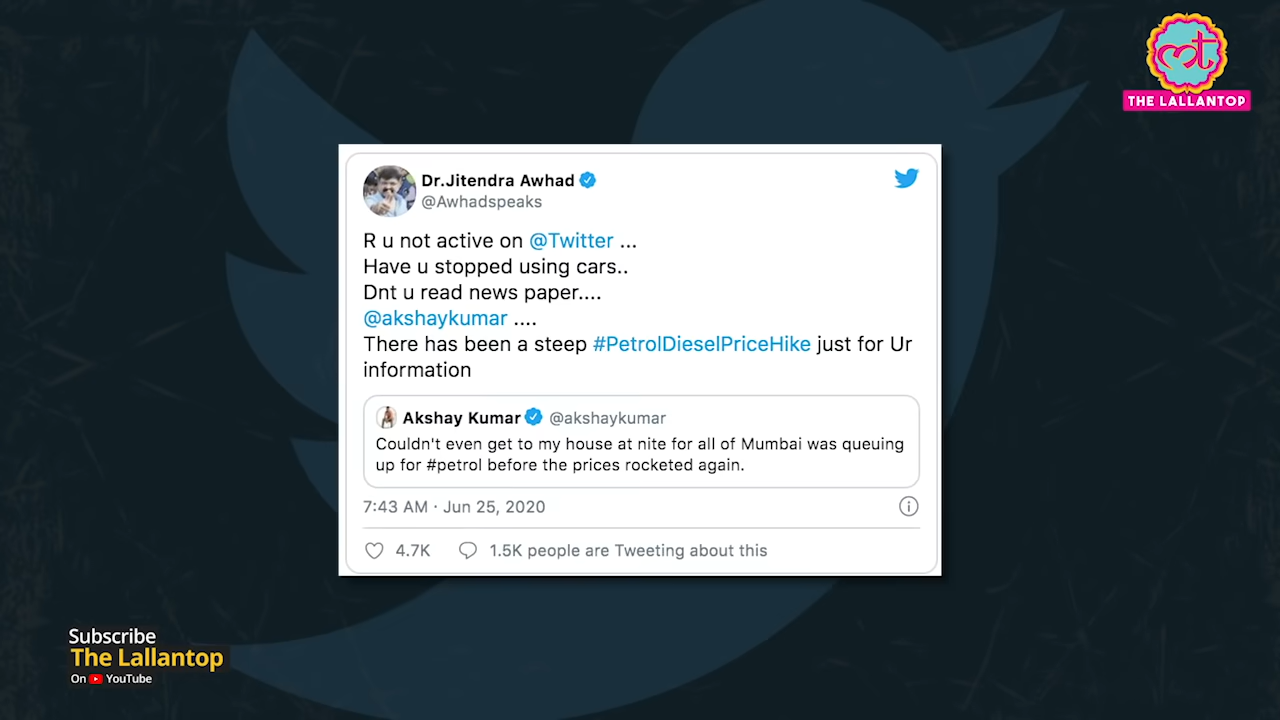 mt
THE LALLANTOP
Dr.Jitendra Awhad
@Awhadspeaks
R u not active on @Twitter ...
Have u stopped using cars..
Dnt u read news paper....
@akshaykumar ....
There has been a steep #PetrolDieselPriceHike just for Ur
information
Akshay Kumar @akshaykumar
Couldn't even get to my house at nite for all of Mumbai was queuing
up for #petrol before the prices rocketed again.
7:43 AM · Jun 25, 2020
4.7K 1.5K people are Tweeting about this
Subscribe
The Lallantop
On YouTube